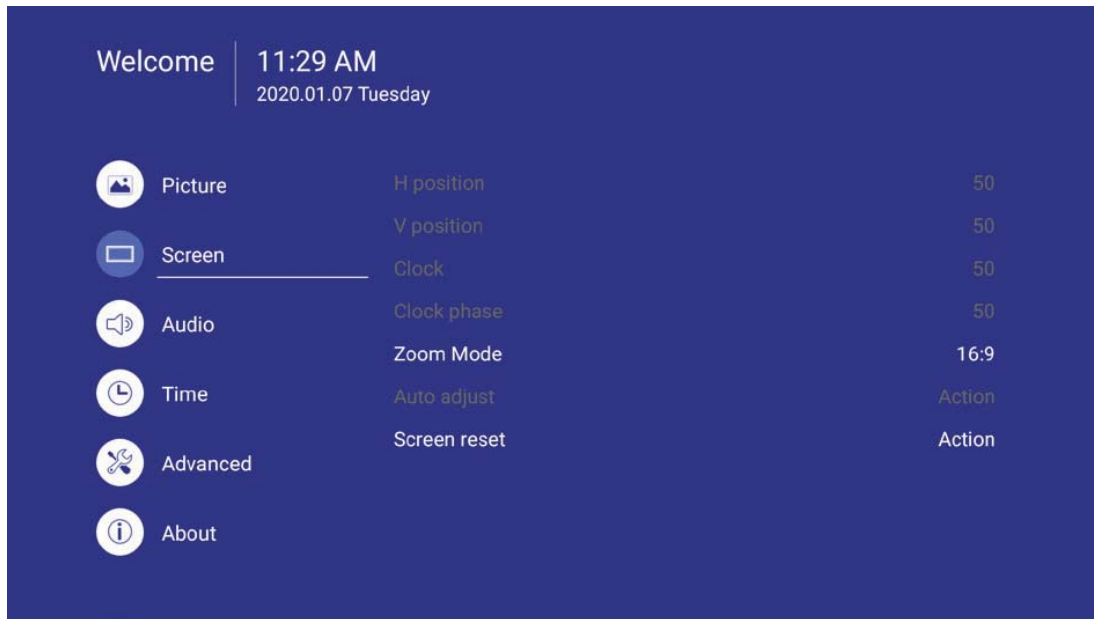 Welcome
11:29 AM
2020.01.07 Tuesday
Picture
Screen
Audio
Time
Advanced
About
H position 50
V position 50
Clock 50
Clock phase 50
Zoom Mode 16:9
Auto adjust Action
Screen reset Action